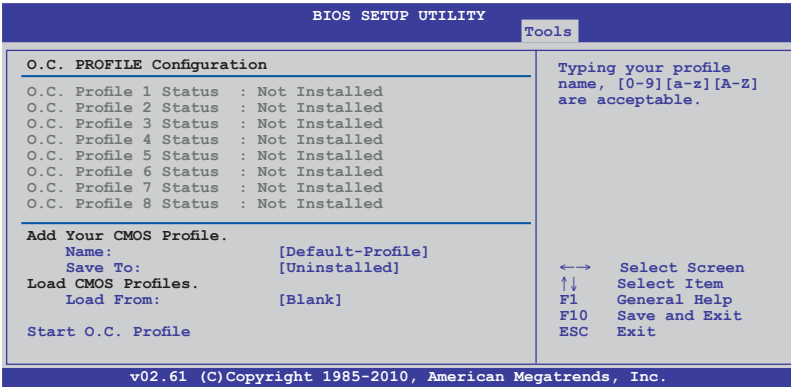 BIOS SETUP UTILITY
Tools
O.C. PROFILE Configuration
O.C. Profile 1 Status : Not Installed
O.C. Profile 2 Status : Not Installed
O.C. Profile 3 Status : Not Installed
O.C. Profile 4 Status : Not Installed
O.C. Profile 5 Status : Not Installed
O.C. Profile 6 Status : Not Installed
O.C. Profile 7 Status : Not Installed
O.C. Profile 8 Status : Not Installed
Add Your CMOS Profile.
Name: [Default-Profile]
Save To: [Uninstalled]
Load CMOS Profiles.
Load From: [Blank]
Start O.C. Profile
Typing your profile
name, [0-9][a-z][A-Z]
are acceptable.
←→ Select Screen
↑↓ Select Item
F1 General Help
F10 Save and Exit
ESC Exit
v02.61 (C)Copyright 1985-2010, American Megatrends, Inc.